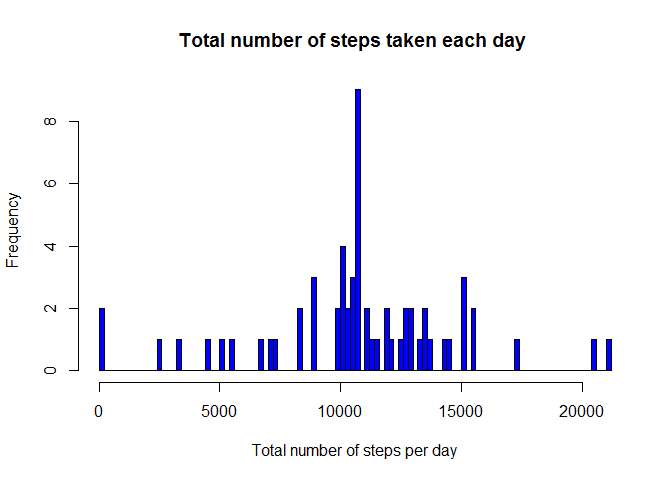 Total number of steps taken each day
Frequency
8
6
4
2
0
0 5000 10000 15000 20000
Total number of steps per day